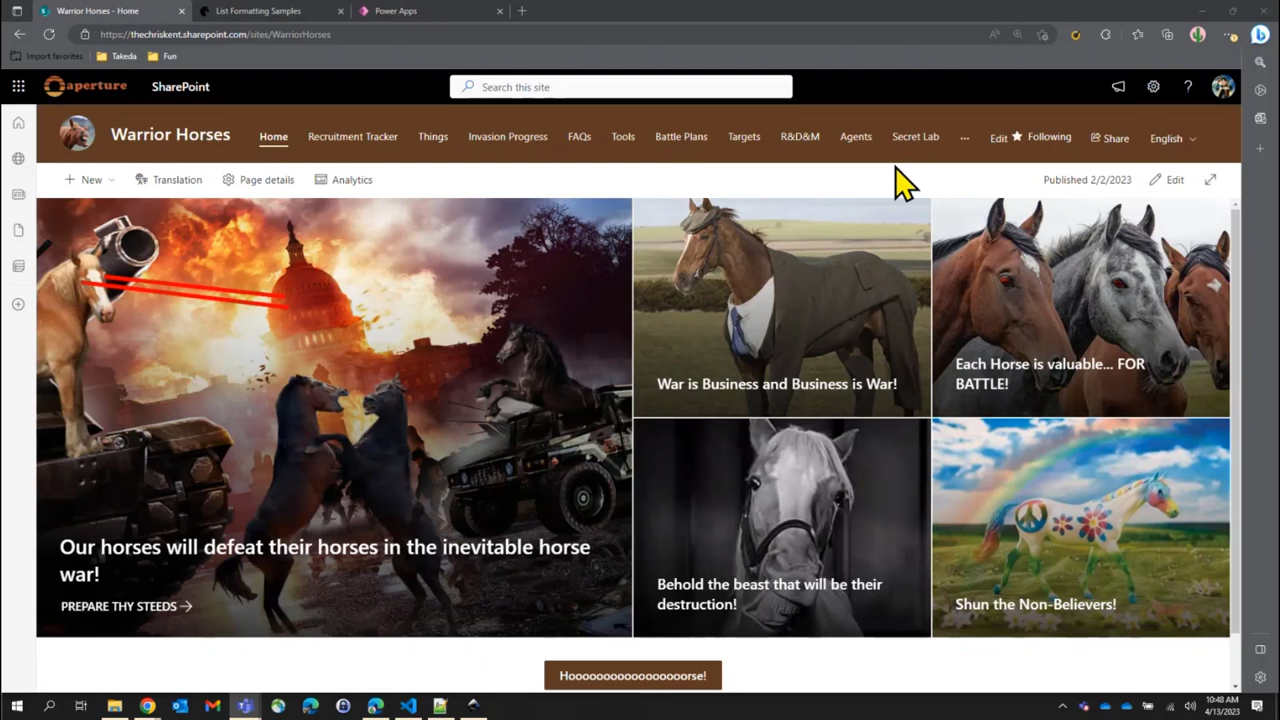 Warrior Horses - Home
List Formatting Samples
Power Apps
https://thechriskent.sharepoint.com/sites/WarriorHorses
Import favorites
Takeda
Fun
aperture
SharePoint
Search this site
Warrior Horses
Home
Recruitment Tracker
Things
Invasion Progress
FAQs
Tools
Battle Plans
Targets
R&D&M
Agents
Secret Lab
...
Edit
Following
Share
English
New
Translation
Page details
Analytics
Published 2/2/2023
Edit
War is Business and Business is War!
Each Horse is valuable... FOR
BATTLE!
Our horses will defeat their horses in the inevitable horse
war!
PREPARE THY STEEDS
Behold the beast that will be their
destruction!
Shun the Non-Believers!
Hooooooooooooooooorse!
10:48 AM
4/13/2023